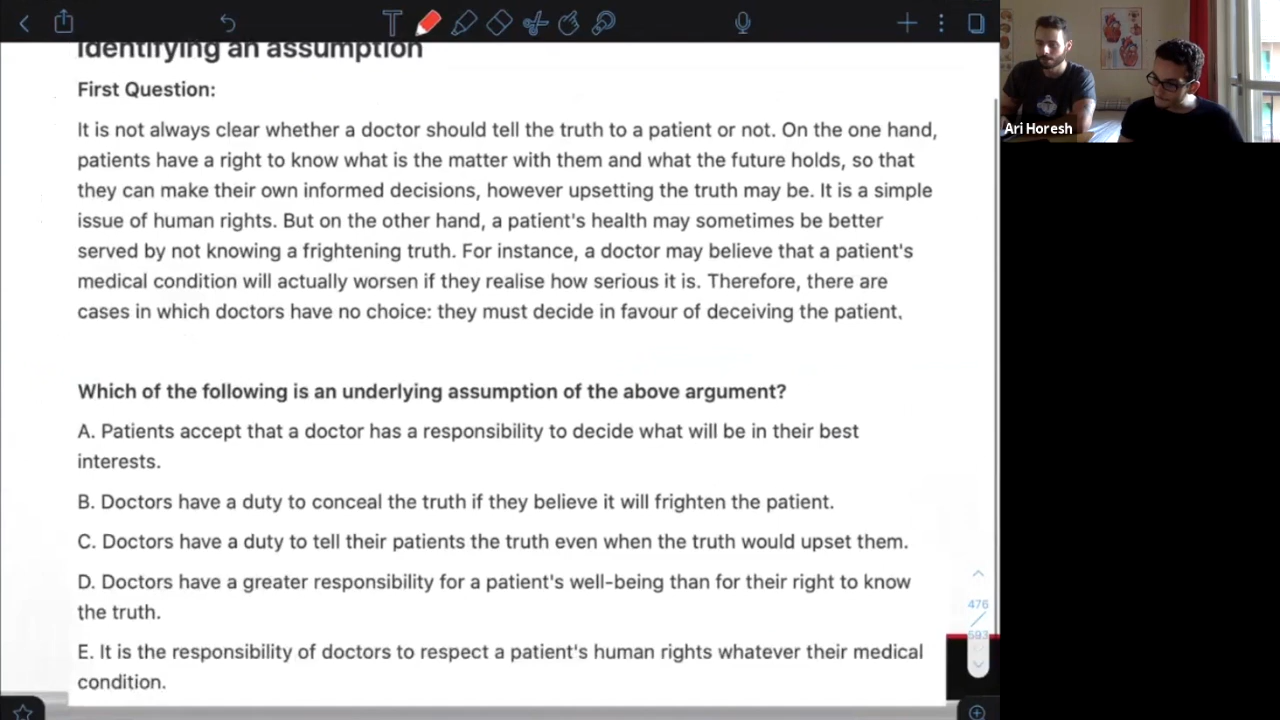 Identifying an assumption
First Question:
It is not always clear whether a doctor should tell the truth to a patient or not. On the one hand,
patients have a right to know what is the matter with them and what the future holds, so that
they can make their own informed decisions, however upsetting the truth may be. It is a simple
issue of human rights. But on the other hand, a patient's health may sometimes be better
served by not knowing a frightening truth. For instance, a doctor may believe that a patient's
medical condition will actually worsen if they realise how serious it is. Therefore, there are
cases in which doctors have no choice: they must decide in favour of deceiving the patient.
Which of the following is an underlying assumption of the above argument?
A. Patients accept that a doctor has a responsibility to decide what will be in their best
interests.
B. Doctors have a duty to conceal the truth if they believe it will frighten the patient.
C. Doctors have a duty to tell their patients the truth even when the truth would upset them.
D. Doctors have a greater responsibility for a patient's well-being than for their right to know
the truth.
E. It is the responsibility of doctors to respect a patient's human rights whatever their medical
condition.
476
593
Ari Horesh